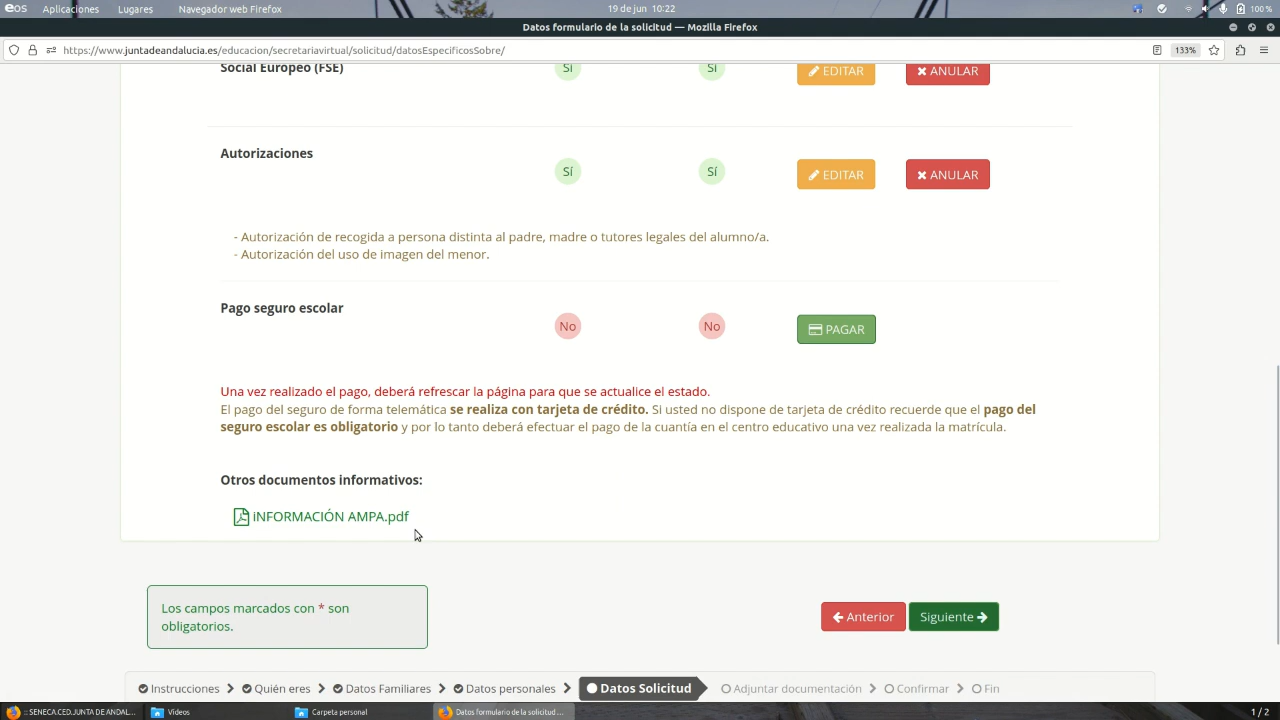 eos Aplicaciones Lugares Navegador web Firefox 19 de jun 10:22 100 %
Datos formulario de la solicitud — Mozilla Firefox
https://www.juntadeandalucia.es/educacion/secretariavirtual/solicitud/datosEspecificosSobre/ 133%
Social Europeo (FSE) Sí Sí EDITAR ANULAR
Autorizaciones Sí Sí EDITAR ANULAR
- Autorización de recogida a persona distinta al padre, madre o tutores legales del alumno/a.
- Autorización del uso de imagen del menor.
Pago seguro escolar No No PAGAR
Una vez realizado el pago, deberá refrescar la página para que se actualice el estado.
El pago del seguro de forma telemática se realiza con tarjeta de crédito. Si usted no dispone de tarjeta de crédito recuerde que el pago del
seguro escolar es obligatorio y por lo tanto deberá efectuar el pago de la cuantía en el centro educativo una vez realizada la matrícula.
Otros documentos informativos:
iNFORMACIÓN AMPA.pdf
Los campos marcados con * son
obligatorios.
Anterior Siguiente
Instrucciones Quién eres Datos Familiares Datos personales Datos Solicitud Adjuntar documentación Confirmar Fin
:: SENECA.CED.JUNTA DE ANDAL... Vídeos Carpeta personal Datos formulario de la solicitud ... 1 / 2